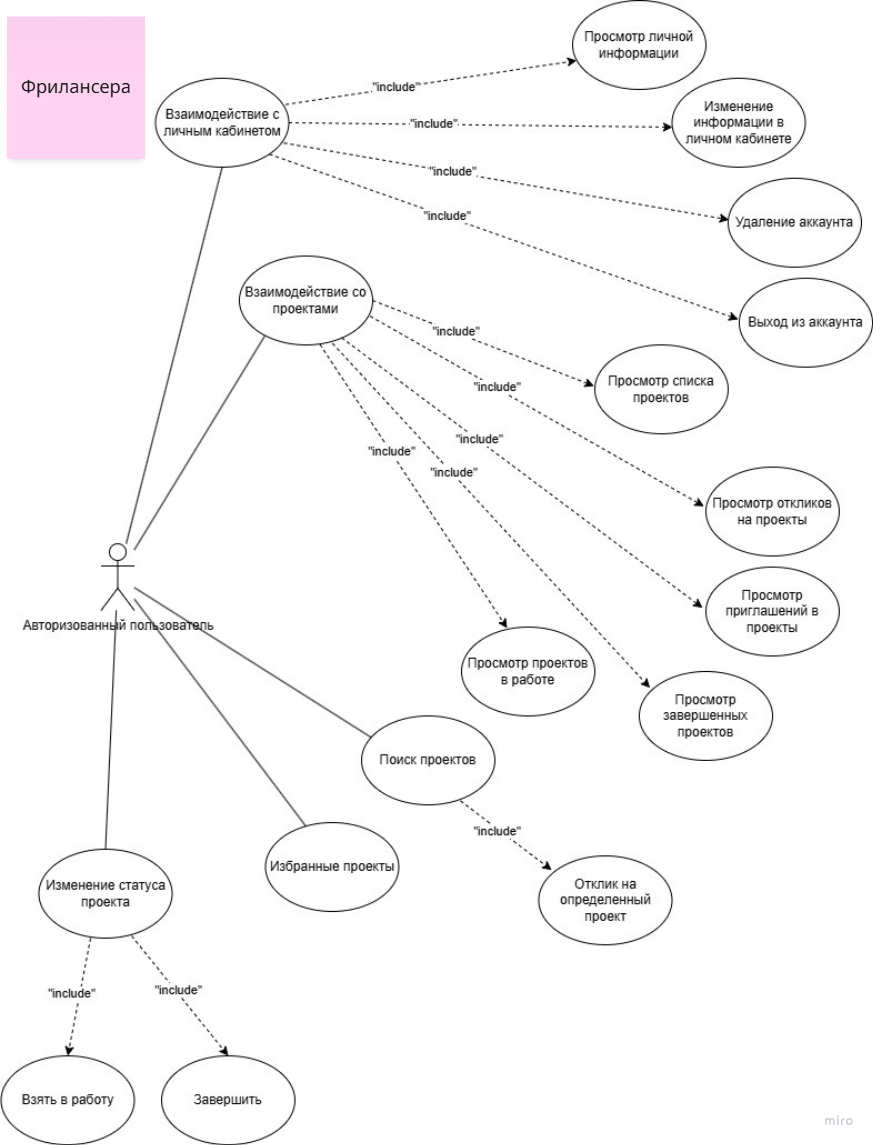 Фрилансера
Просмотр личной
информации
"include"
Взаимодействие с
личным кабинетом
"include"
Изменение
информации в
личном кабинете
"include"
Удаление аккаунта
"include"
Выход из аккаунта
Взаимодействие со
проектами
"include"
Просмотр списка
проектов
"include"
"include"
"include"
"include"
Просмотр откликов
на проекты
Просмотр
приглашений в
проекты
Авторизованный пользователь
Просмотр проектов
в работе
Просмотр
завершенных
проектов
Поиск проектов
"include"
Избранные проекты
Изменение статуса
проекта
Отклик на
определенный
проект
"include"
"include"
Взять в работу
Завершить
miro